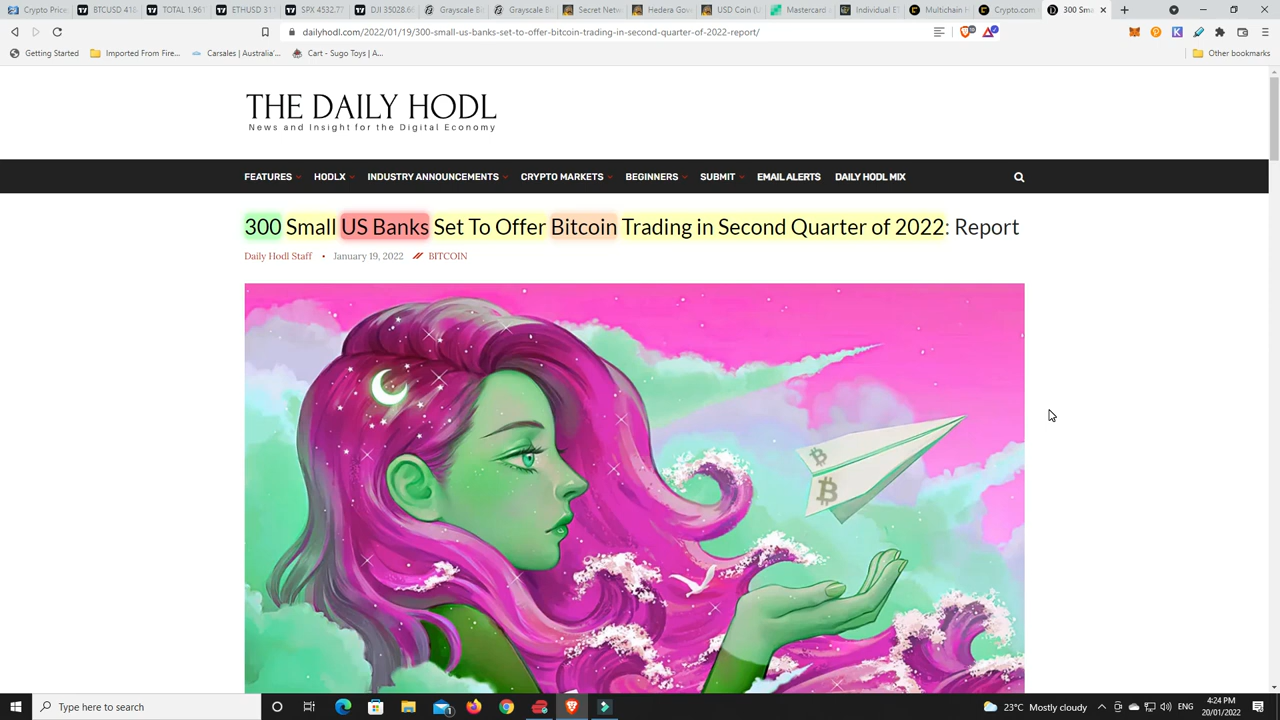 Crypto Price
BTCUSD 418
TOTAL 1.961
ETHUSD 311
SPX 4532.77
DJI 35028.6
Grayscale B
Grayscale B
Secret Netw
Hedera Gov
USD Coin (U
Mastercard
Individual E
Multichain H
Crypto.com
300 Sma
dailyhodl.com/2022/01/19/300-small-us-banks-set-to-offer-bitcoin-trading-in-second-quarter-of-2022-report/
Getting Started
Imported From Fire...
Carsales (Australia'...
Cart - Sugo Toys | A...
Other bookmarks
THE DAILY HODL
News and Insight for the Digital Economy
FEATURES HODLX INDUSTRY ANNOUNCEMENTS CRYPTO MARKETS BEGINNERS SUBMIT EMAIL ALERTS DAILY HODL MIX
300 Small US Banks Set To Offer Bitcoin Trading in Second Quarter of 2022: Report
Daily Hodl Staff • January 19, 2022 // BITCOIN
Type here to search
23°C Mostly cloudy
ENG
4:24 PM
20/01/2022